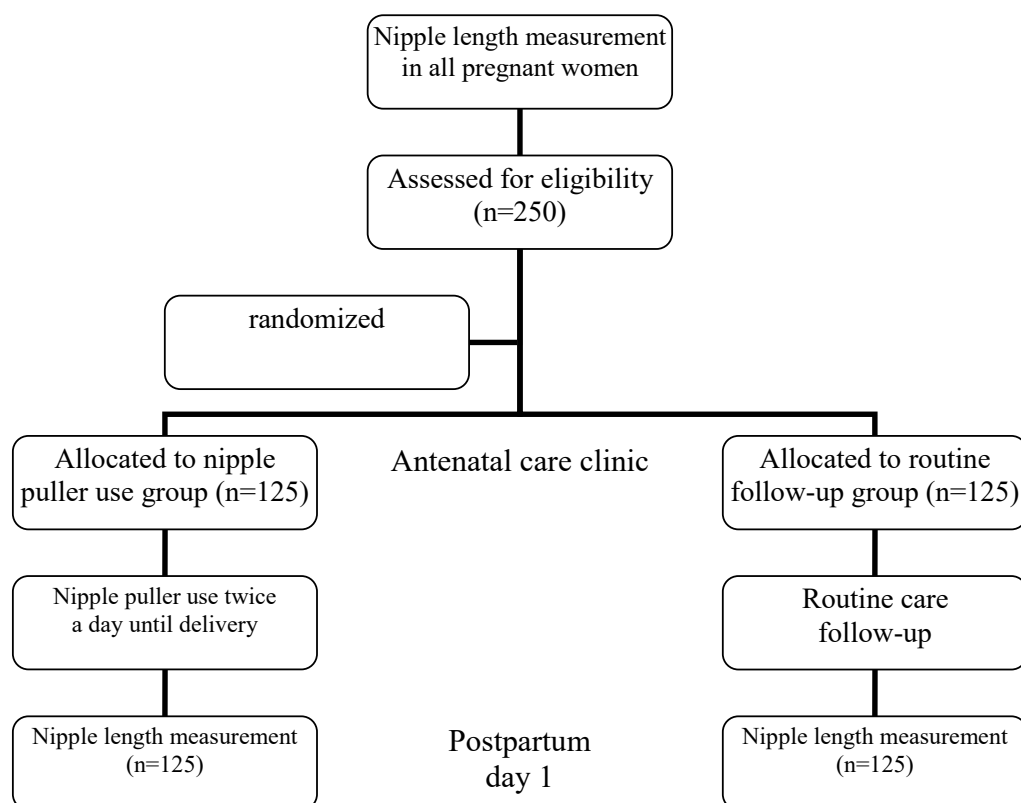 Nipple length measurement
in all pregnant women
Assessed for eligibility
(n=250)
randomized
Allocated to nipple
puller use group (n=125)
Antenatal care clinic
Allocated to routine
follow-up group (n=125)
Nipple puller use twice
a day until delivery
Routine care
follow-up
Nipple length measurement
(n=125)
Postpartum
day 1
Nipple length measurement
(n=125)